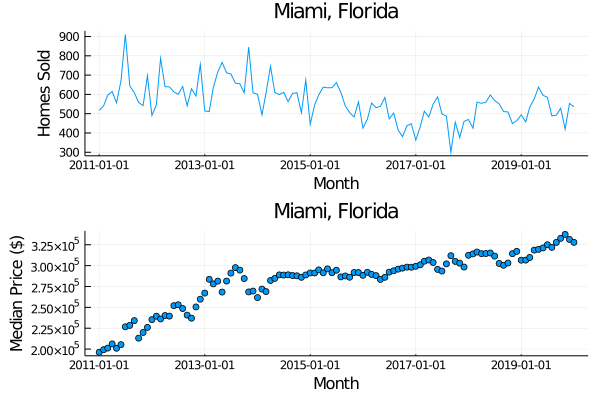 Miami, Florida
Homes Sold
900
800
700
600
500
400
300
2011-01-01 2013-01-01 2015-01-01 2017-01-01 2019-01-01
Month
Miami, Florida
Median Price ($)
3.25×10⁵
3.00×10⁵
2.75×10⁵
2.50×10⁵
2.25×10⁵
2.00×10⁵
2011-01-01 2013-01-01 2015-01-01 2017-01-01 2019-01-01
Month